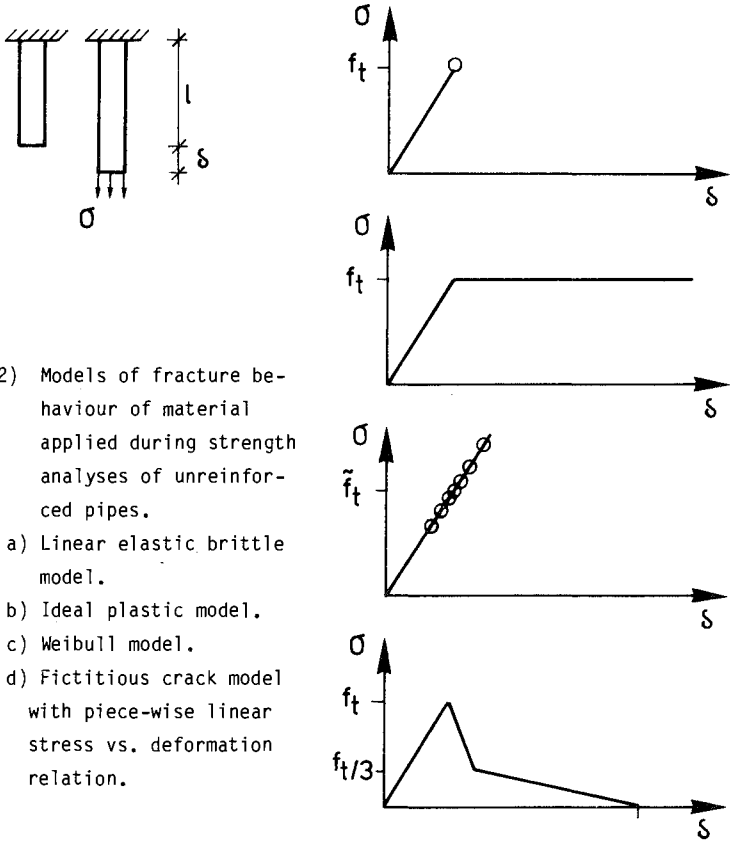 l
δ
σ
σ
f_t
δ
σ
f_t
δ
σ
f̃_t
δ
σ
f_t
f_t/3
δ
2) Models of fracture be-
haviour of material
applied during strength
analyses of unreinfor-
ced pipes.
a) Linear elastic brittle
model.
b) Ideal plastic model.
c) Weibull model.
d) Fictitious crack model
with piece-wise linear
stress vs. deformation
relation.